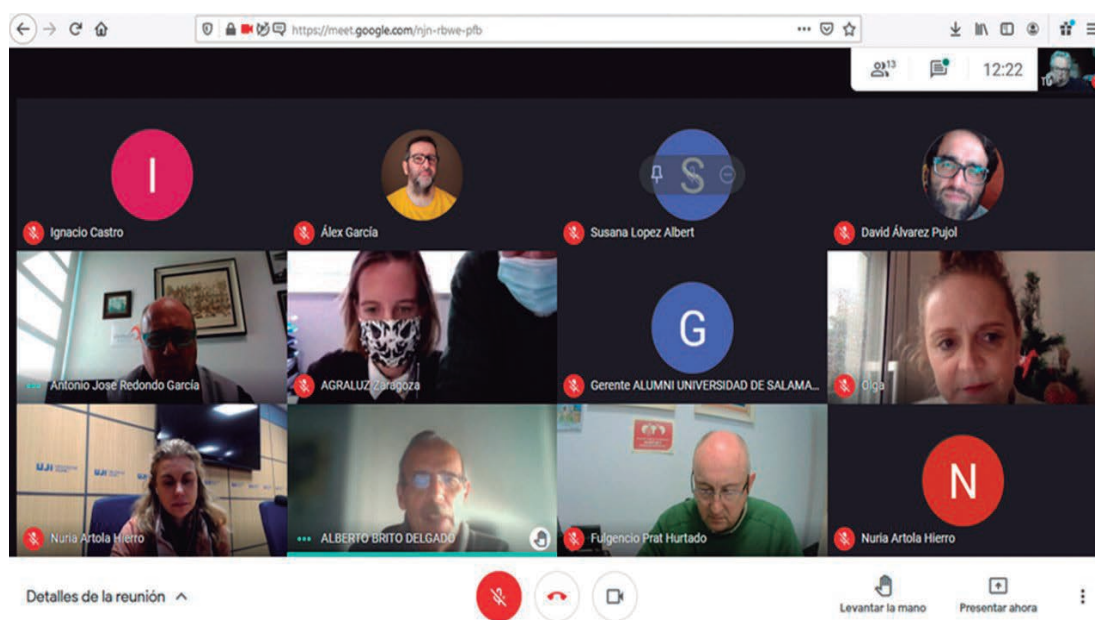 https://meet.google.com/njn-rbwe-pfb
13
12:22
TG
I
Ignacio Castro
Álex García
S
Susana Lopez Albert
David Álvarez Pujol
Antonio José Redondo García
AGRALUZ Zaragoza
G
Gerente ALUMNI UNIVERSIDAD DE SALAMA...
Olga
UJI
UJI
Nuria Artola Hierro
ALBERTO BRITO DELGADO
Fulgencio Prat Hurtado
N
Nuria Artola Hierro
Detalles de la reunión
Levantar la mano
Presentar ahora